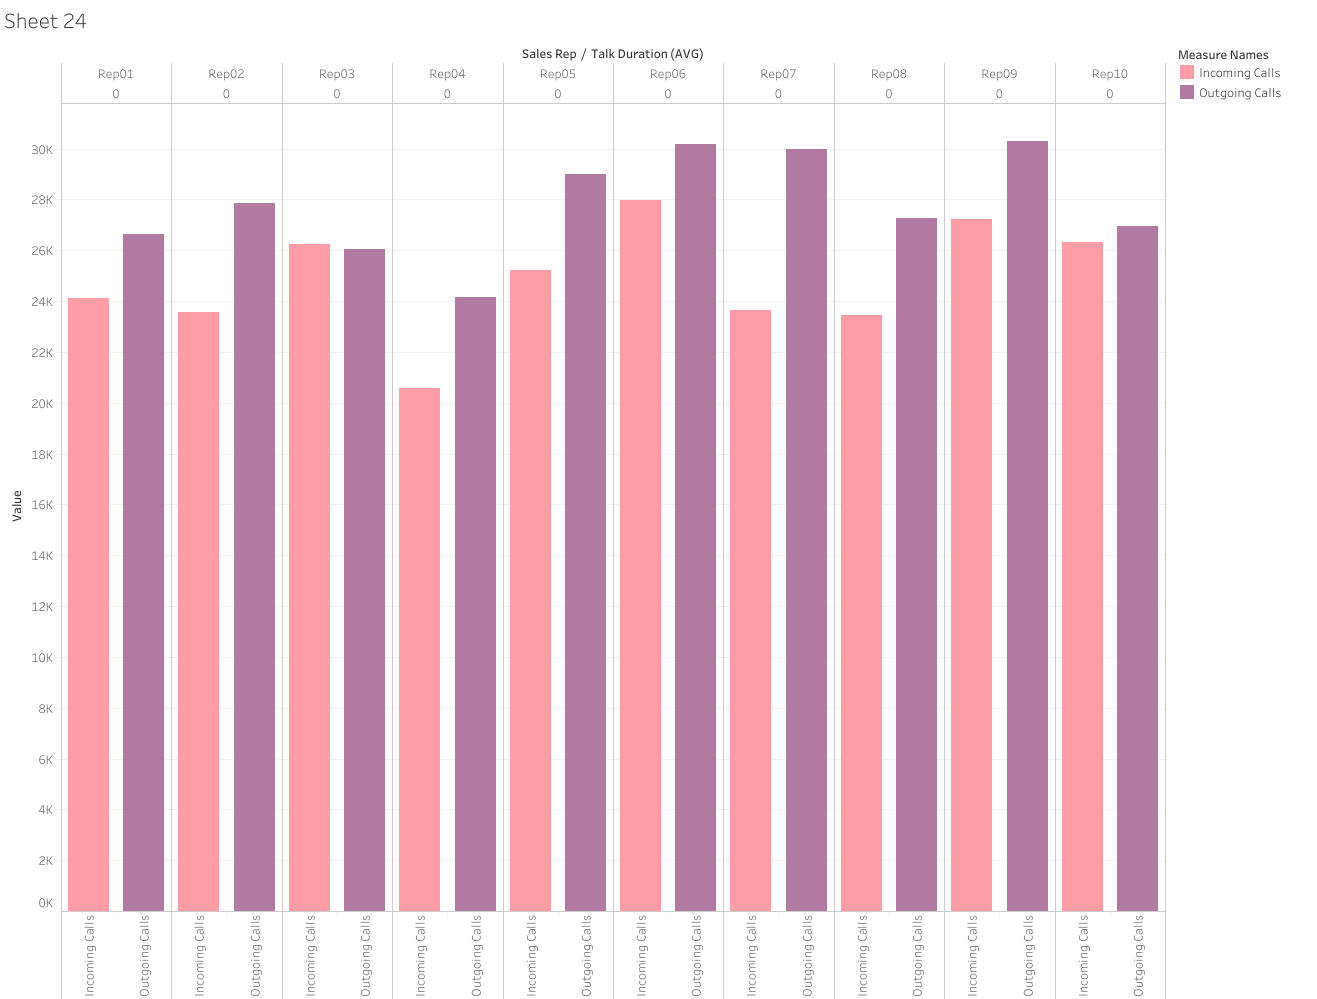 Sheet 24
Sales Rep / Talk Duration (AVG)
Measure Names
Incoming Calls
Outgoing Calls
Rep01 Rep02 Rep03 Rep04 Rep05 Rep06 Rep07 Rep08 Rep09 Rep10
0 0 0 0 0 0 0 0 0 0
30K
28K
26K
24K
22K
20K
18K
16K
14K
12K
10K
8K
6K
4K
2K
0K
Value
Incoming Calls
Outgoing Calls
Incoming Calls
Outgoing Calls
Incoming Calls
Outgoing Calls
Incoming Calls
Outgoing Calls
Incoming Calls
Outgoing Calls
Incoming Calls
Outgoing Calls
Incoming Calls
Outgoing Calls
Incoming Calls
Outgoing Calls
Incoming Calls
Outgoing Calls
Incoming Calls
Outgoing Calls